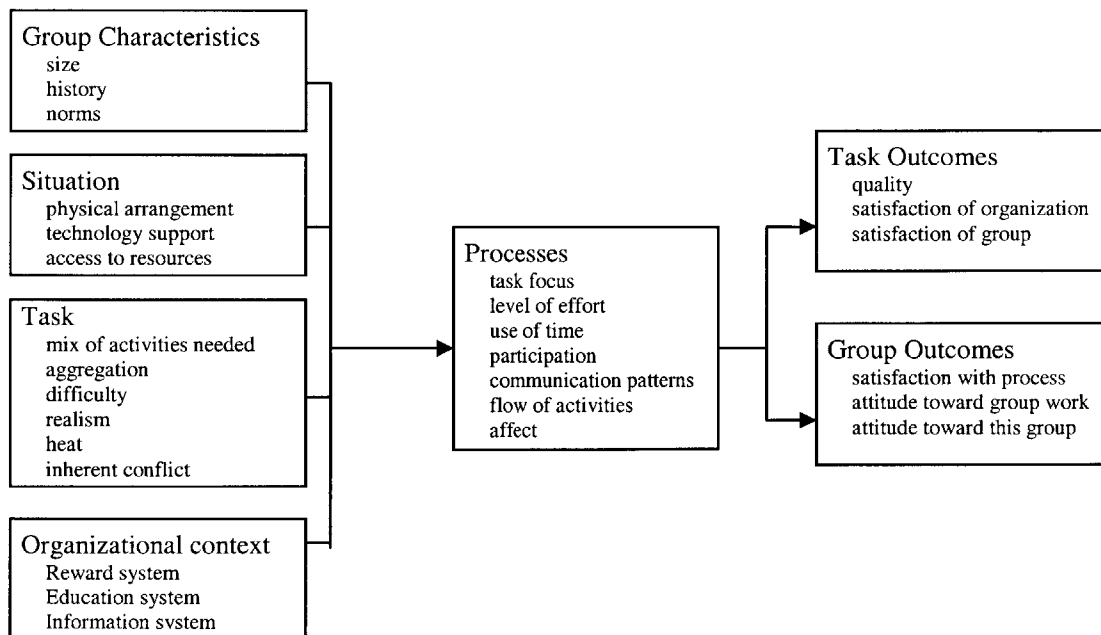 Group Characteristics
size
history
norms
Situation
physical arrangement
technology support
access to resources
Task
mix of activities needed
aggregation
difficulty
realism
heat
inherent conflict
Organizational context
Reward system
Education system
Information system
Processes
task focus
level of effort
use of time
participation
communication patterns
flow of activities
affect
Task Outcomes
quality
satisfaction of organization
satisfaction of group
Group Outcomes
satisfaction with process
attitude toward group work
attitude toward this group